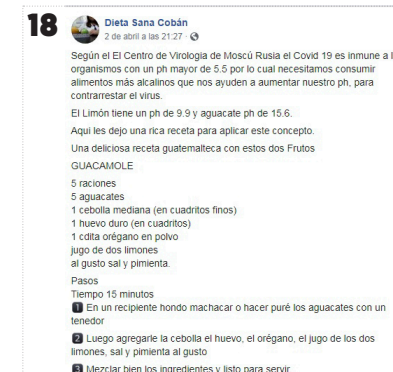 18
Dieta Sana Cobán
2 de abril a las 21:27 ·
Según el El Centro de Virologia de Moscú Rusia el Covid 19 es inmune a l
organismos con un ph mayor de 5.5 por lo cual necesitamos consumir
alimentos más alcalinos que nos ayuden a aumentar nuestro ph, para
contrarrestar el virus.
El Limón tiene un ph de 9.9 y aguacate ph de 15.6.
Aqui les dejo una rica receta para aplicar este concepto.
Una deliciosa receta guatemalteca con estos dos Frutos
GUACAMOLE
5 raciones
5 aguacates
1 cebolla mediana (en cuadritos finos)
1 huevo duro (en cuadritos)
1 cdita orégano en polvo
jugo de dos limones
al gusto sal y pimienta.
Pasos
Tiempo 15 minutos
1 En un recipiente hondo machacar o hacer puré los aguacates con un
tenedor
2 Luego agregarle la cebolla el huevo, el orégano, el jugo de los dos
limones, sal y pimienta al gusto
3 Mezclar bien los ingredientes y listo para servir